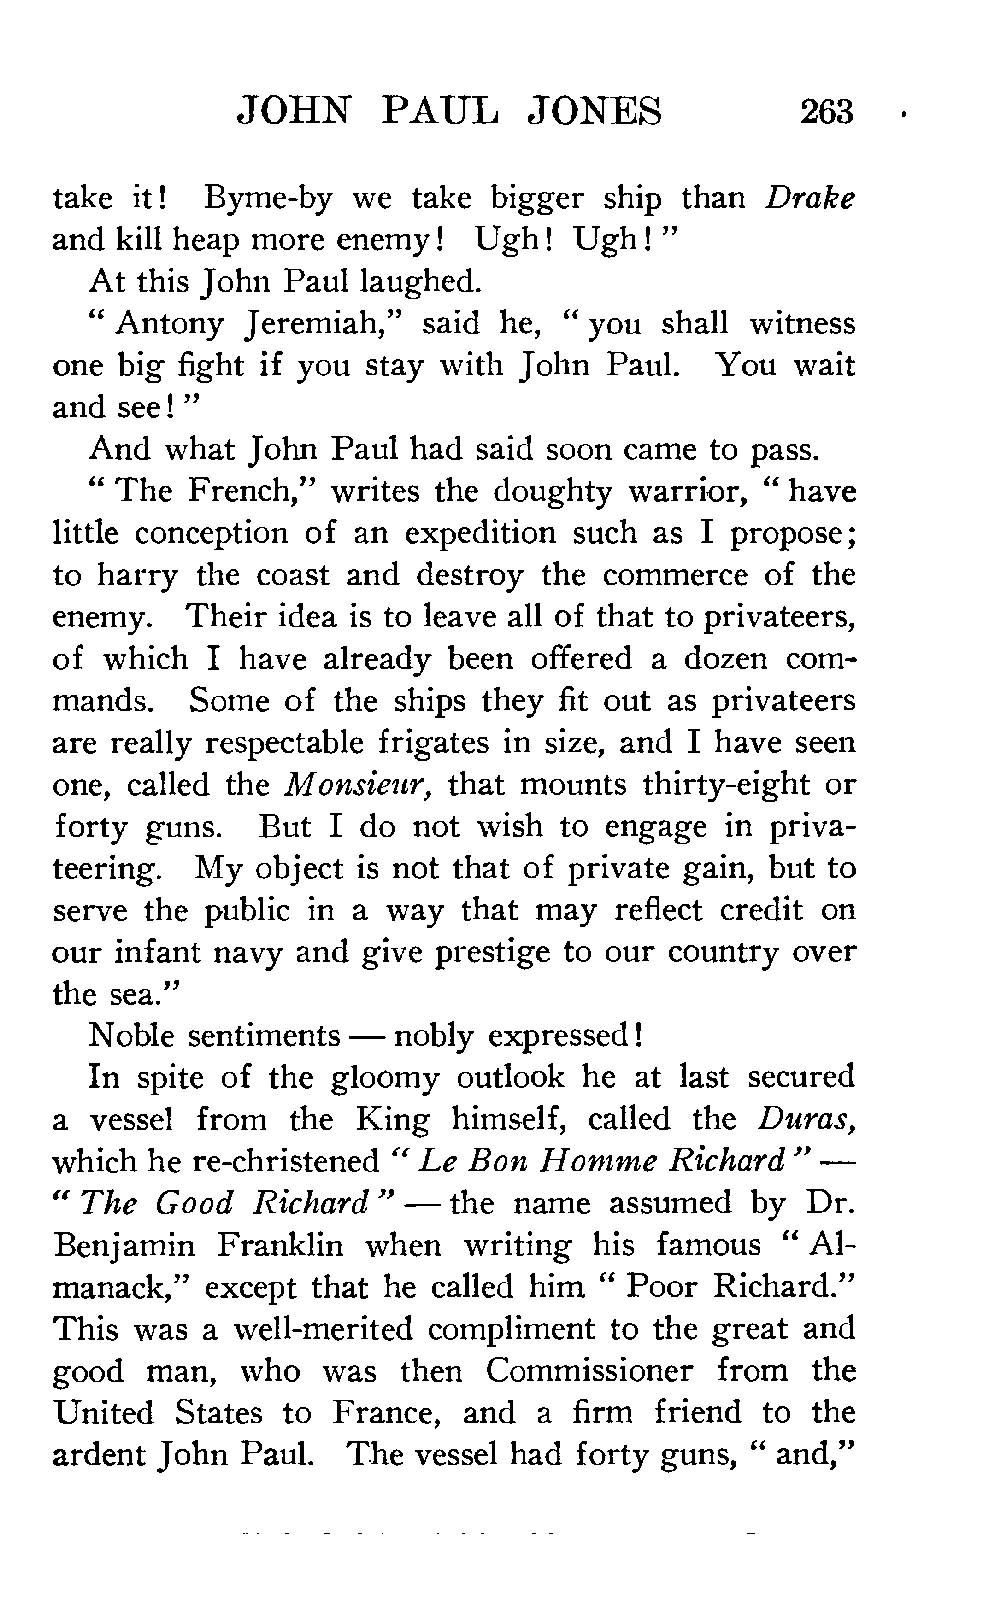 JOHN PAUL JONES 263
take it! Byme-by we take bigger ship than Drake
and kill heap more enemy! Ugh! Ugh!"
At this John Paul laughed.
"Antony Jeremiah," said he, "you shall witness
one big fight if you stay with John Paul. You wait
and see!"
And what John Paul had said soon came to pass.
"The French," writes the doughty warrior, "have
little conception of an expedition such as I propose;
to harry the coast and destroy the commerce of the
enemy. Their idea is to leave all of that to privateers,
of which I have already been offered a dozen com-
mands. Some of the ships they fit out as privateers
are really respectable frigates in size, and I have seen
one, called the Monsieur, that mounts thirty-eight or
forty guns. But I do not wish to engage in priva-
teering. My object is not that of private gain, but to
serve the public in a way that may reflect credit on
our infant navy and give prestige to our country over
the sea."
Noble sentiments — nobly expressed!
In spite of the gloomy outlook he at last secured
a vessel from the King himself, called the Duras,
which he re-christened "Le Bon Homme Richard" —
"The Good Richard" — the name assumed by Dr.
Benjamin Franklin when writing his famous "Al-
manack," except that he called him "Poor Richard."
This was a well-merited compliment to the great and
good man, who was then Commissioner from the
United States to France, and a firm friend to the
ardent John Paul. The vessel had forty guns, "and,"